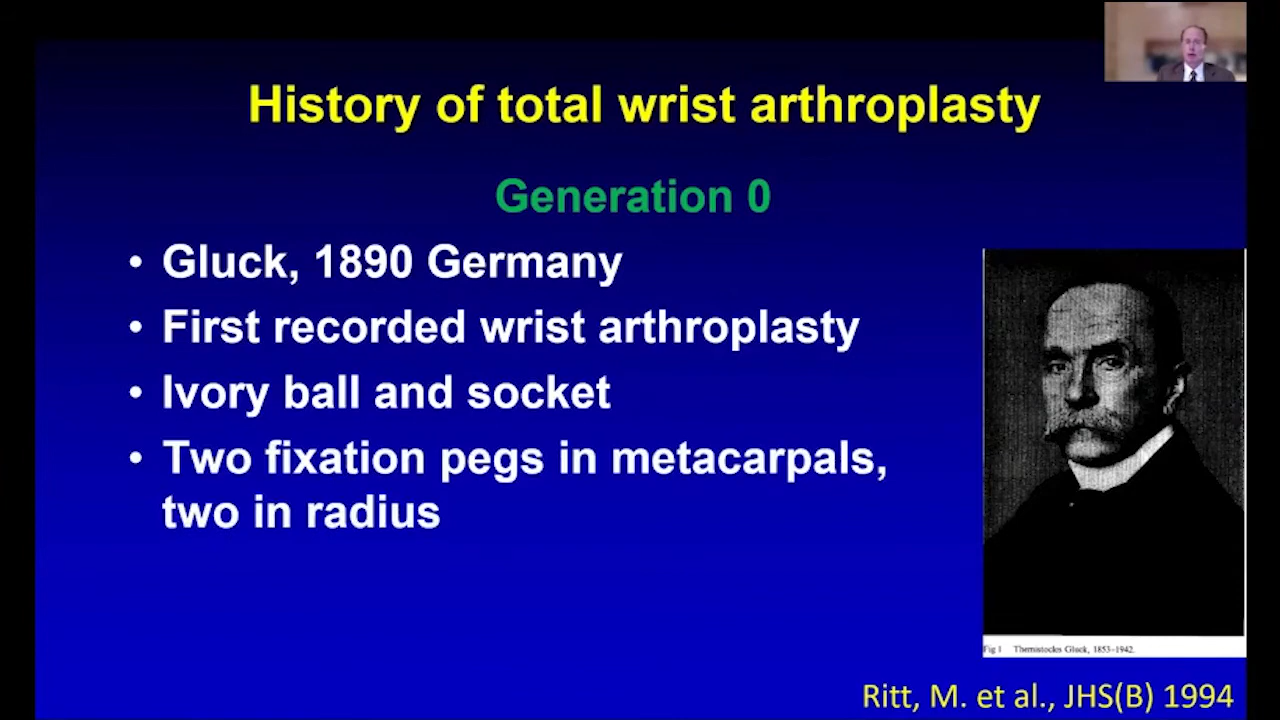 History of total wrist arthroplasty
Generation 0
• Gluck, 1890 Germany
• First recorded wrist arthroplasty
• Ivory ball and socket
• Two fixation pegs in metacarpals,
two in radius
Fig 1 Themistocles Gluck, 1853–1942.
Ritt, M. et al., JHS(B) 1994